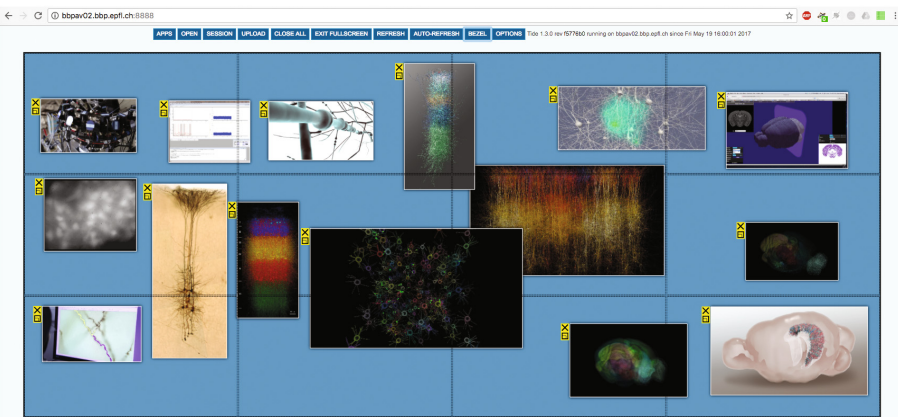 bbpav02.bbp.epfl.ch:8888
APPS OPEN SESSION UPLOAD CLOSE ALL EXIT FULLSCREEN REFRESH AUTO-REFRESH BEZEL OPTIONS Tide 1.3.0 rev f5776b0 running on bbpav02.bbp.epfl.ch since Fri May 19 16:00:01 2017